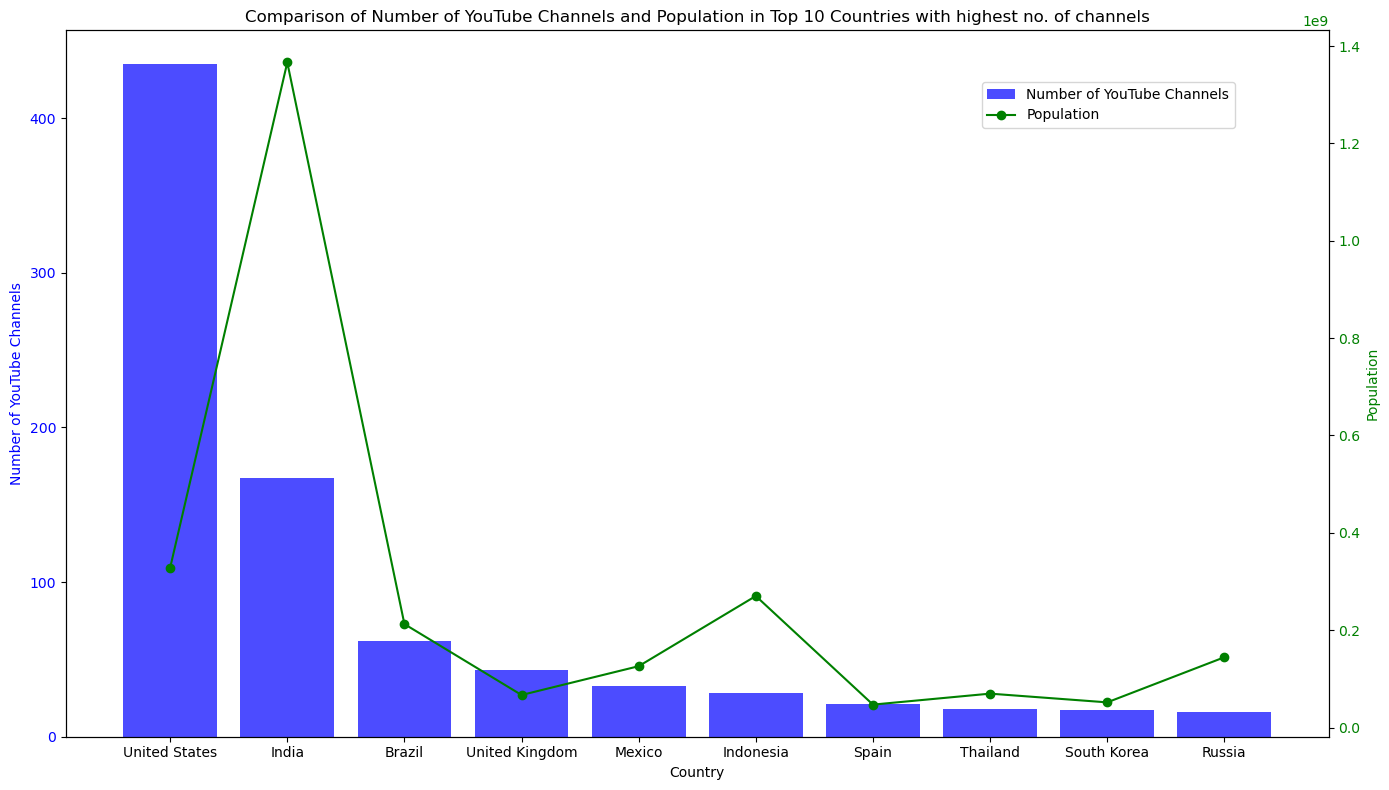 Comparison of Number of YouTube Channels and Population in Top 10 Countries with highest no. of channels
1e9
Number of YouTube Channels
Population
400
300
200
100
0
Number of YouTube Channels
1.4
1.2
1.0
0.8
0.6
0.4
0.2
0.0
Population
United States India Brazil United Kingdom Mexico Indonesia Spain Thailand South Korea Russia
Country